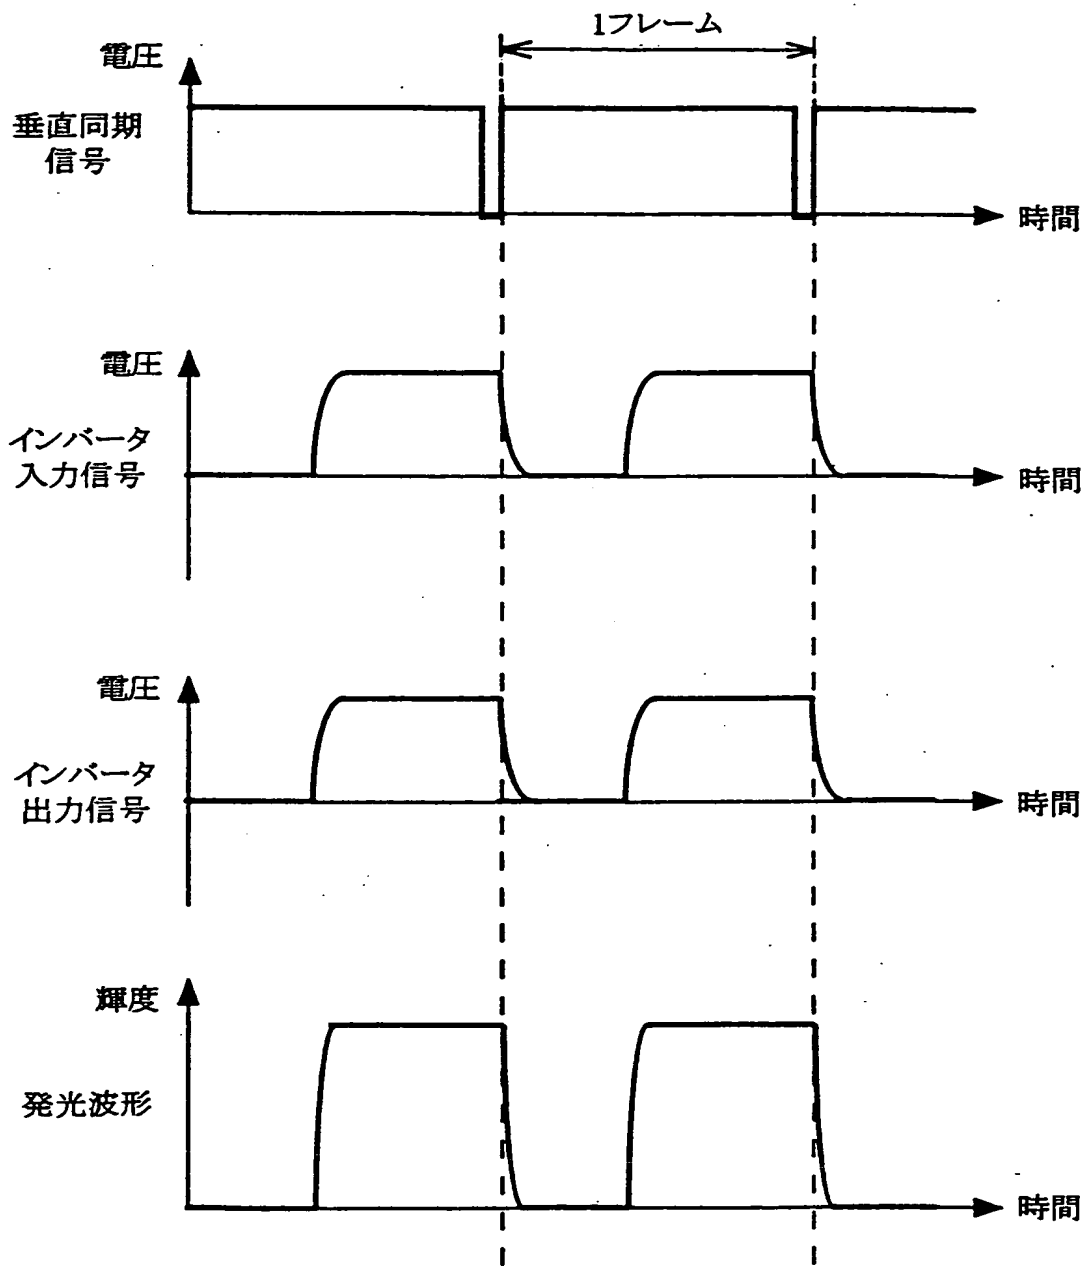 1フレーム
電圧
垂直同期
信号
時間
電圧
インバータ
入力信号
時間
電圧
インバータ
出力信号
時間
輝度
発光波形
時間